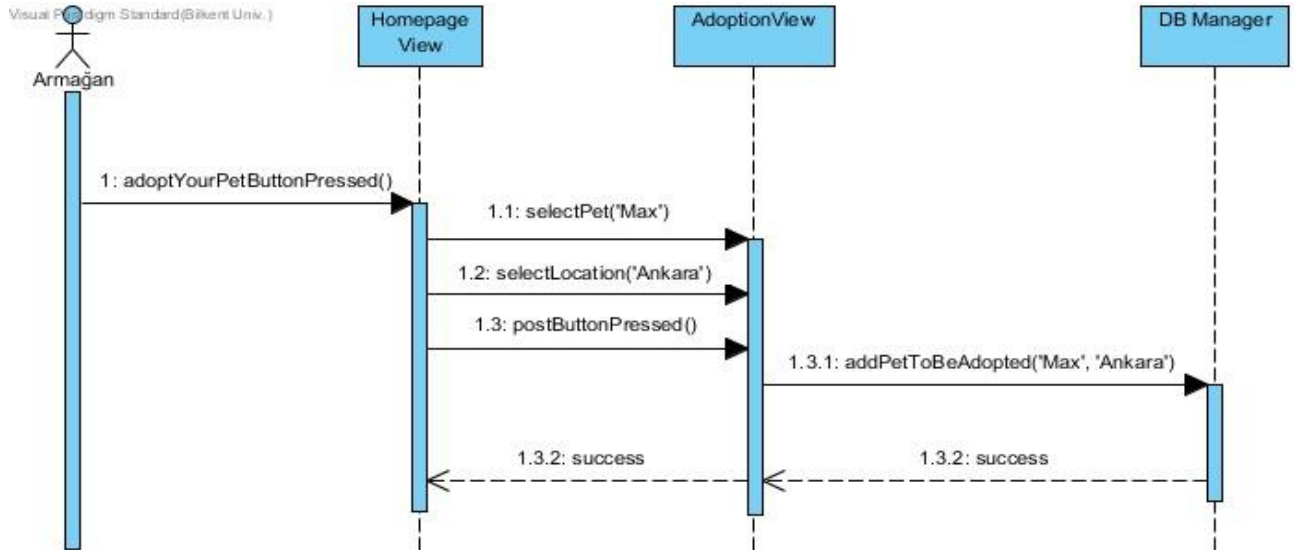 Visual Paradigm Standard(Bilkent Univ.)
Armağan
Homepage
View
AdoptionView
DB Manager
1: adoptYourPetButtonPressed()
1.1: selectPet("Max")
1.2: selectLocation("Ankara")
1.3: postButtonPressed()
1.3.1: addPetToBeAdopted("Max", "Ankara")
1.3.2: success
1.3.2: success